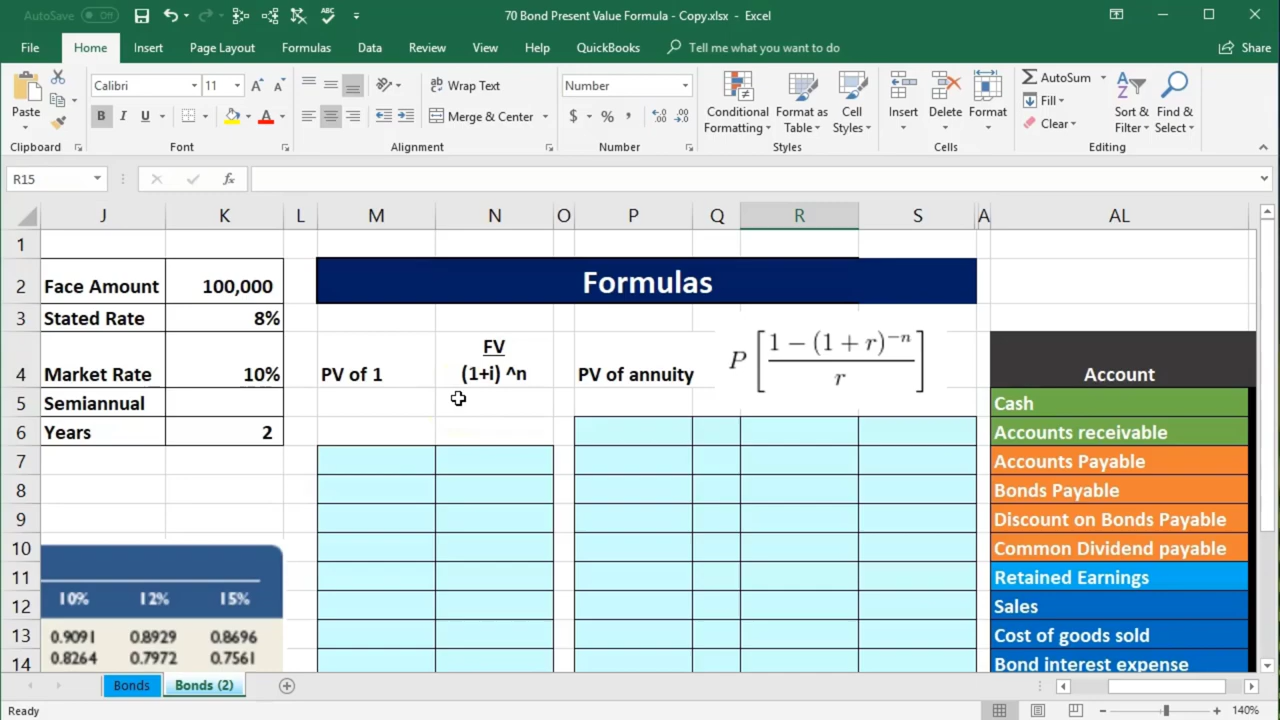 AutoSave Off
70 Bond Present Value Formula - Copy.xlsx - Excel
File Home Insert Page Layout Formulas Data Review View Help QuickBooks Tell me what you want to do Share
Paste
Calibri 11
B I U
Wrap Text
Merge & Center
Number
$ % ,
Conditional Formatting
Format as Table
Cell Styles
Insert Delete Format
AutoSum
Fill
Clear
Sort & Filter
Find & Select
Clipboard Font Alignment Number Styles Cells Editing
R15 fx
J K L M N O P Q R S A AL
1
2 Face Amount 100,000 Formulas
3 Stated Rate 8%
4 Market Rate 10% PV of 1 FV (1+i) ^n PV of annuity P [ 1 − (1 + r)^−n / r ] Account
5 Semiannual Cash
6 Years 2 Accounts receivable
7 Accounts Payable
8 Bonds Payable
9 Discount on Bonds Payable
10 Common Dividend payable
11 Retained Earnings
12 10% 12% 15% Sales
13 0.9091 0.8929 0.8696 Cost of goods sold
14 0.8264 0.7972 0.7561 Bond interest expense
Bonds Bonds (2)
Ready 140%